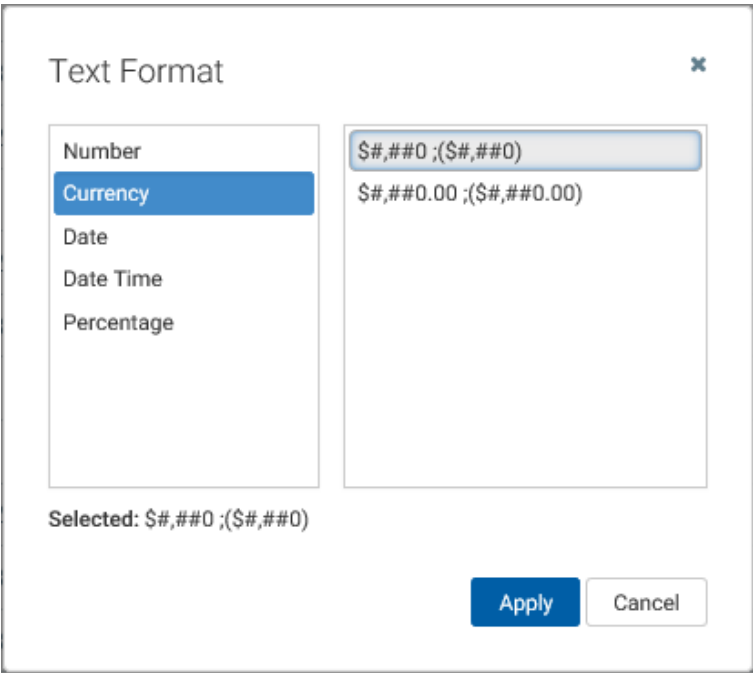 Text Format
Number
Currency
Date
Date Time
Percentage
$#,##0 ;($#,##0)
$#,##0.00 ;($#,##0.00)
Selected: $#,##0 ;($#,##0)
Apply
Cancel